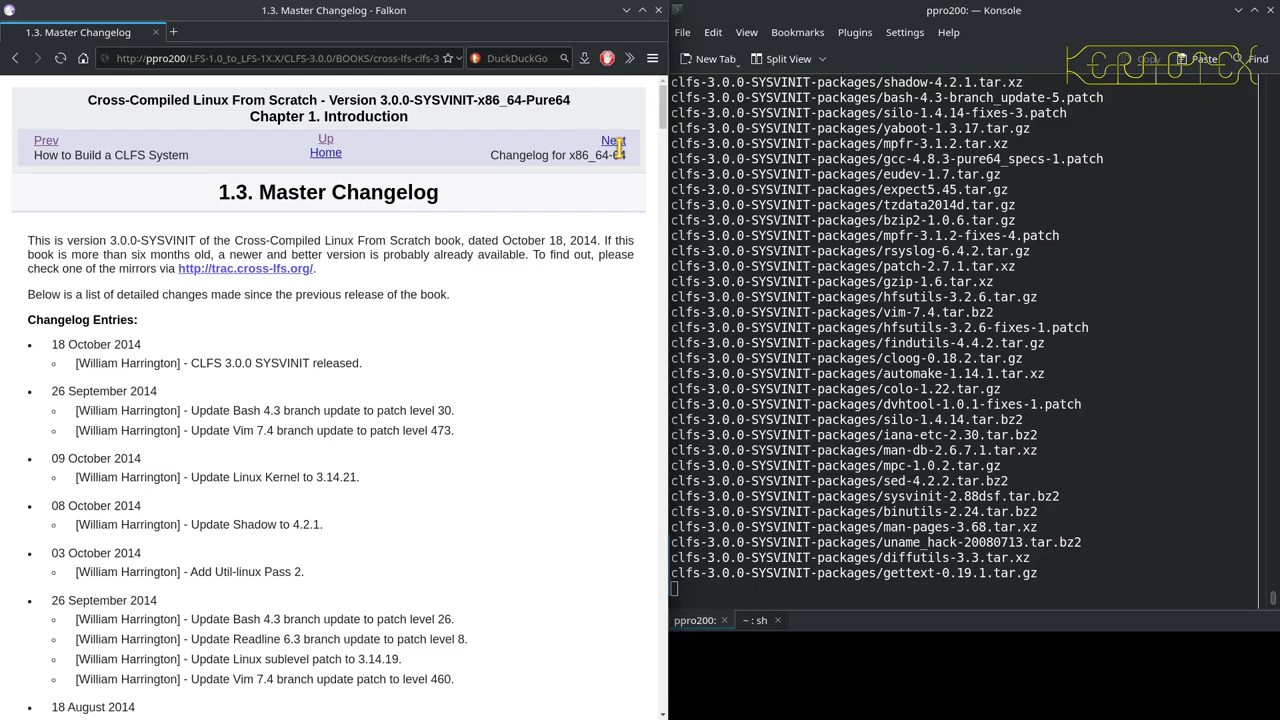 1.3. Master Changelog - Falkon
1.3. Master Changelog
http://ppro200/LFS-1.0_to_LFS-1X.X/CLFS-3.0.0/BOOKS/cross-lfs-clfs-3
DuckDuckGo
Cross-Compiled Linux From Scratch - Version 3.0.0-SYSVINIT-x86_64-Pure64
Chapter 1. Introduction
Prev
Up
Next
How to Build a CLFS System
Home
Changelog for x86_64-64
1.3. Master Changelog
This is version 3.0.0-SYSVINIT of the Cross-Compiled Linux From Scratch book, dated October 18, 2014. If this
book is more than six months old, a newer and better version is probably already available. To find out, please
check one of the mirrors via http://trac.cross-lfs.org/.
Below is a list of detailed changes made since the previous release of the book.
Changelog Entries:
18 October 2014
[William Harrington] - CLFS 3.0.0 SYSVINIT released.
26 September 2014
[William Harrington] - Update Bash 4.3 branch update to patch level 30.
[William Harrington] - Update Vim 7.4 branch update to patch level 473.
09 October 2014
[William Harrington] - Update Linux Kernel to 3.14.21.
08 October 2014
[William Harrington] - Update Shadow to 4.2.1.
03 October 2014
[William Harrington] - Add Util-linux Pass 2.
26 September 2014
[William Harrington] - Update Bash 4.3 branch update to patch level 26.
[William Harrington] - Update Readline 6.3 branch update to patch level 8.
[William Harrington] - Update Linux sublevel patch to 3.14.19.
[William Harrington] - Update Vim 7.4 branch update patch to level 460.
18 August 2014
ppro200: — Konsole
File Edit View Bookmarks Plugins Settings Help
New Tab Split View Copy Paste Find
clfs-3.0.0-SYSVINIT-packages/shadow-4.2.1.tar.xz
clfs-3.0.0-SYSVINIT-packages/bash-4.3-branch_update-5.patch
clfs-3.0.0-SYSVINIT-packages/silo-1.4.14-fixes-3.patch
clfs-3.0.0-SYSVINIT-packages/yaboot-1.3.17.tar.gz
clfs-3.0.0-SYSVINIT-packages/mpfr-3.1.2.tar.xz
clfs-3.0.0-SYSVINIT-packages/gcc-4.8.3-pure64_specs-1.patch
clfs-3.0.0-SYSVINIT-packages/eudev-1.7.tar.gz
clfs-3.0.0-SYSVINIT-packages/expect5.45.tar.gz
clfs-3.0.0-SYSVINIT-packages/tzdata2014d.tar.gz
clfs-3.0.0-SYSVINIT-packages/bzip2-1.0.6.tar.gz
clfs-3.0.0-SYSVINIT-packages/mpfr-3.1.2-fixes-4.patch
clfs-3.0.0-SYSVINIT-packages/rsyslog-6.4.2.tar.gz
clfs-3.0.0-SYSVINIT-packages/patch-2.7.1.tar.xz
clfs-3.0.0-SYSVINIT-packages/gzip-1.6.tar.xz
clfs-3.0.0-SYSVINIT-packages/hfsutils-3.2.6.tar.gz
clfs-3.0.0-SYSVINIT-packages/vim-7.4.tar.bz2
clfs-3.0.0-SYSVINIT-packages/hfsutils-3.2.6-fixes-1.patch
clfs-3.0.0-SYSVINIT-packages/findutils-4.4.2.tar.gz
clfs-3.0.0-SYSVINIT-packages/cloog-0.18.2.tar.gz
clfs-3.0.0-SYSVINIT-packages/automake-1.14.1.tar.xz
clfs-3.0.0-SYSVINIT-packages/colo-1.22.tar.gz
clfs-3.0.0-SYSVINIT-packages/dvhtool-1.0.1-fixes-1.patch
clfs-3.0.0-SYSVINIT-packages/silo-1.4.14.tar.bz2
clfs-3.0.0-SYSVINIT-packages/iana-etc-2.30.tar.bz2
clfs-3.0.0-SYSVINIT-packages/man-db-2.6.7.1.tar.xz
clfs-3.0.0-SYSVINIT-packages/mpc-1.0.2.tar.gz
clfs-3.0.0-SYSVINIT-packages/sed-4.2.2.tar.bz2
clfs-3.0.0-SYSVINIT-packages/sysvinit-2.88dsf.tar.bz2
clfs-3.0.0-SYSVINIT-packages/binutils-2.24.tar.bz2
clfs-3.0.0-SYSVINIT-packages/man-pages-3.68.tar.xz
clfs-3.0.0-SYSVINIT-packages/uname_hack-20080713.tar.bz2
clfs-3.0.0-SYSVINIT-packages/diffutils-3.3.tar.xz
clfs-3.0.0-SYSVINIT-packages/gettext-0.19.1.tar.gz
ppro200: ~ : sh